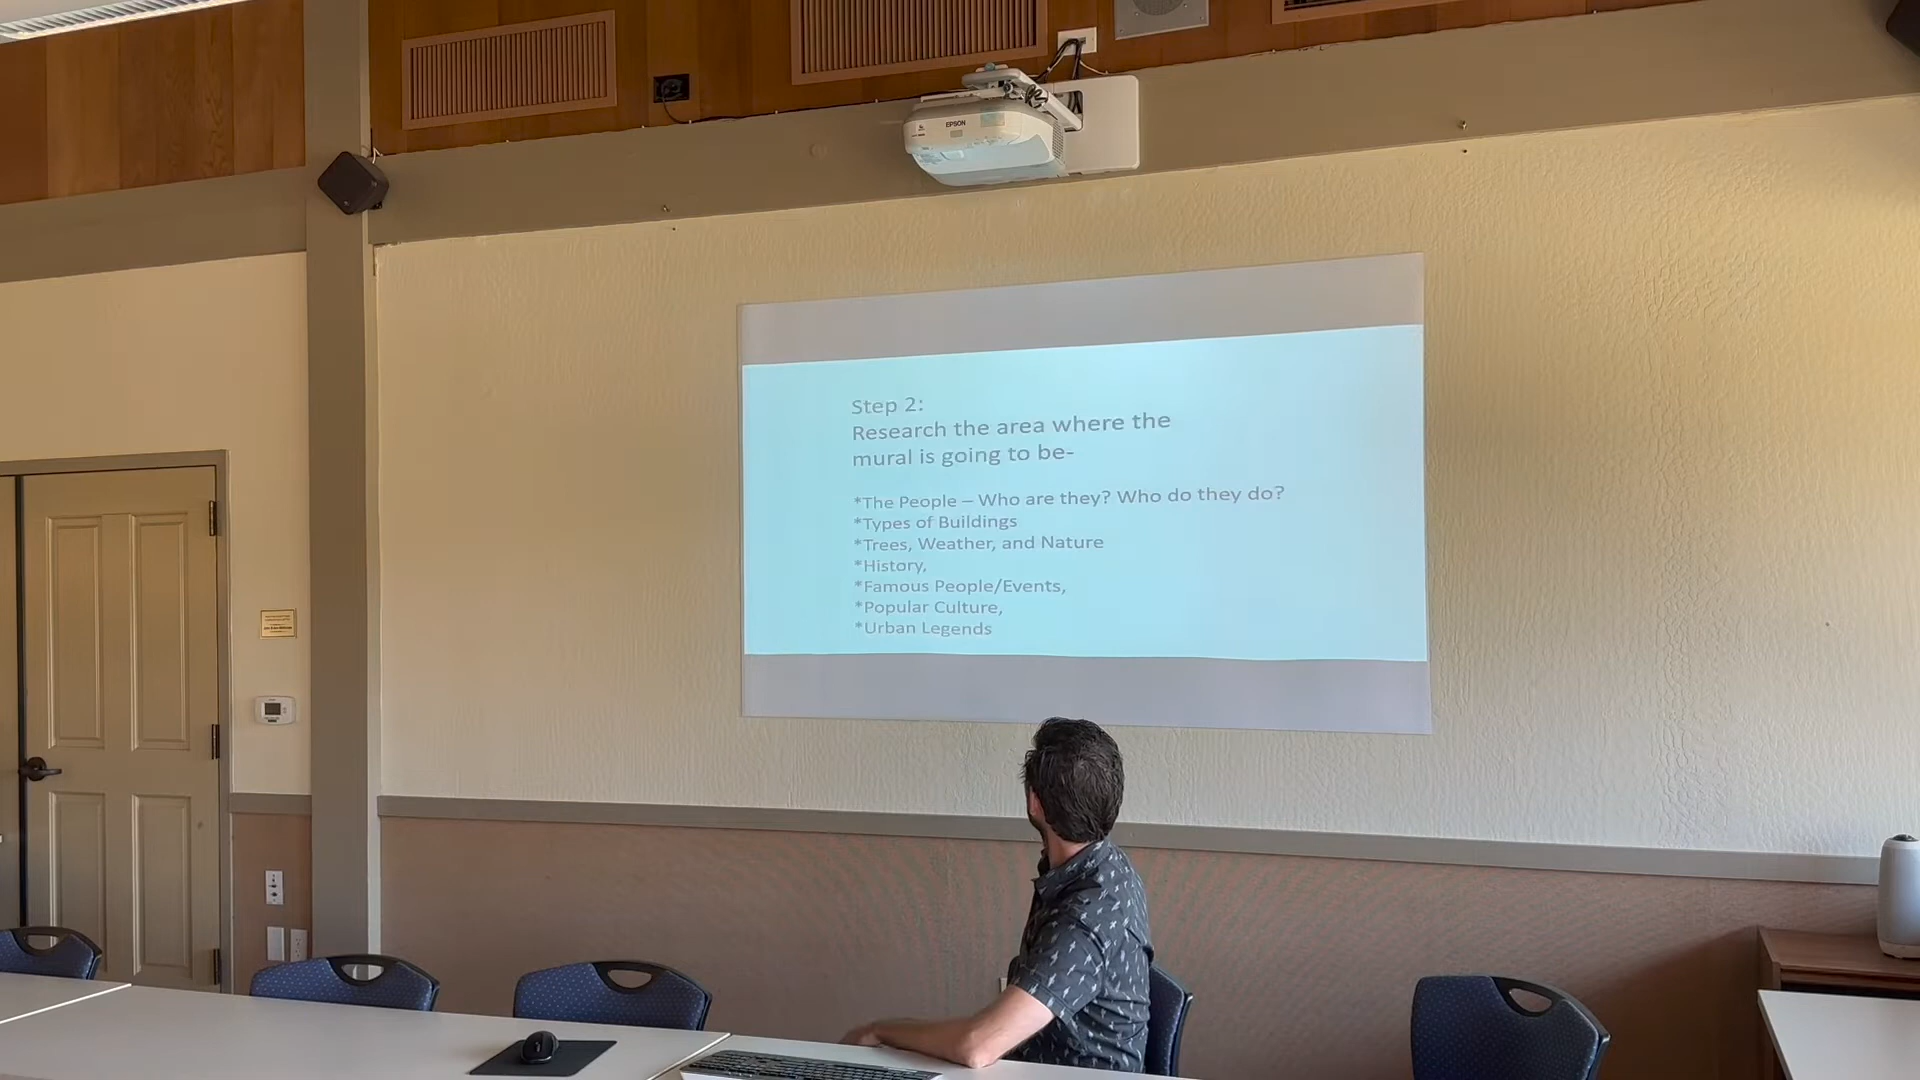 EPSON
Step 2:
Research the area where the
mural is going to be-
*The People – Who are they? Who do they do?
*Types of Buildings
*Trees, Weather, and Nature
*History,
*Famous People/Events,
*Popular Culture,
*Urban Legends